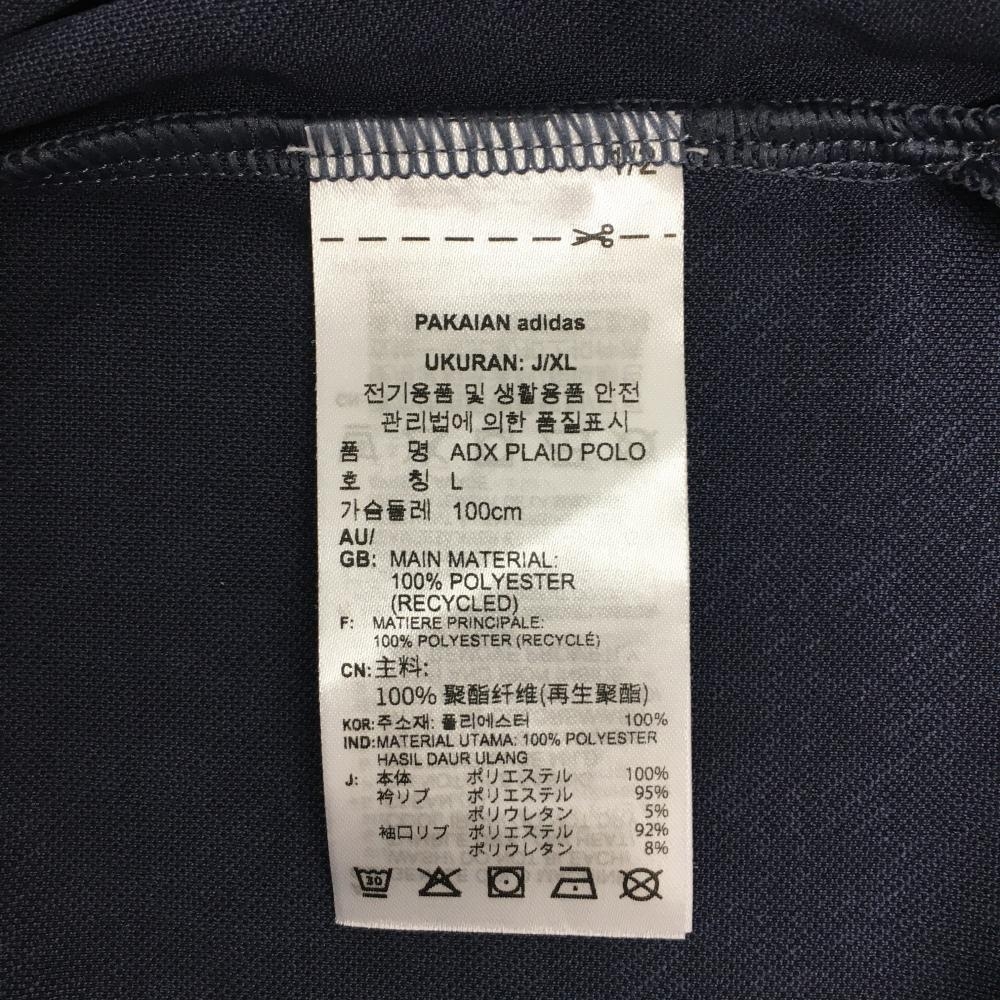 1/2
PAKAIAN adidas
UKURAN: J/XL
전기용품 및 생활용품 안전
관리법에 의한 품질표시
품 명 ADX PLAID POLO
호 칭 L
가슴둘레 100cm
AU/
GB: MAIN MATERIAL:
100% POLYESTER
(RECYCLED)
F: MATIERE PRINCIPALE:
100% POLYESTER (RECYCLÉ)
CN: 主料:
100% 聚酯纤维(再生聚酯)
KOR: 주소재: 폴리에스터 100%
IND: MATERIAL UTAMA: 100% POLYESTER
HASIL DAUR ULANG
J: 本体 ポリエステル 100%
衿リブ ポリエステル 95%
ポリウレタン 5%
袖口リブ ポリエステル 92%
ポリウレタン 8%
30